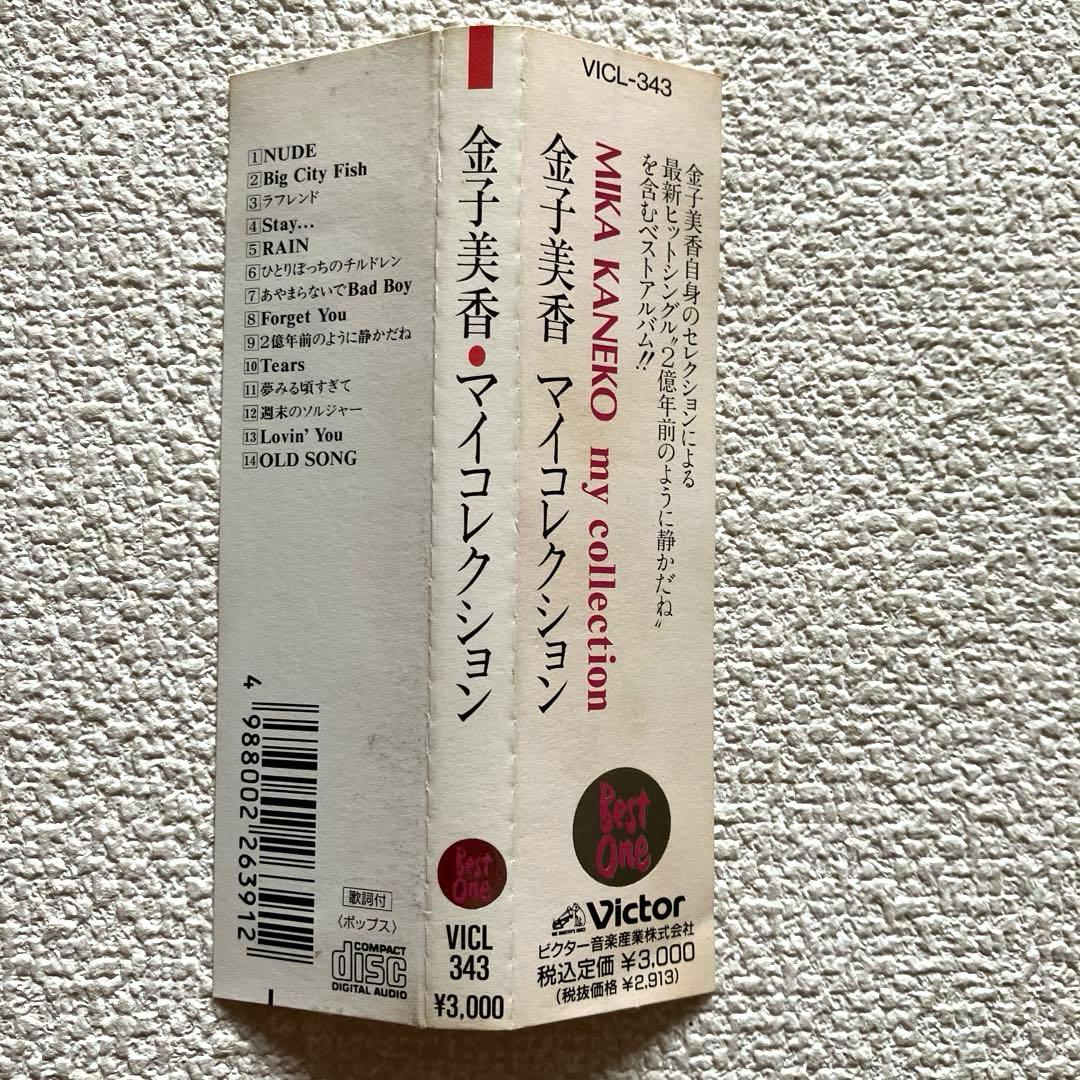 1 NUDE
2 Big City Fish
3 ラフレンド
4 Stay...
5 RAIN
6 ひとりぼっちのチルドレン
7 あやまらないでBad Boy
8 Forget You
9 2億年前のように静かだね
10 Tears
11 夢みる頃すぎて
12 週末のソルジャー
13 Lovin' You
14 OLD SONG
4 988002 263912
歌詞付
〈ポップス〉
COMPACT
disc
DIGITAL AUDIO
金子美香●マイコレクション
Best
One
VICL
343
¥3,000
VICL-343
金子美香自身のセレクションによる
最新ヒットシングル"2億年前のように静かだね"
を含むベストアルバム!!
MIKA KANEKO my collection
金子美香 マイコレクション
Best
One
HIS MASTER'S VOICE
Victor
ビクター音楽産業株式会社
税込定価 ¥3,000
(税抜価格 ¥2,913)